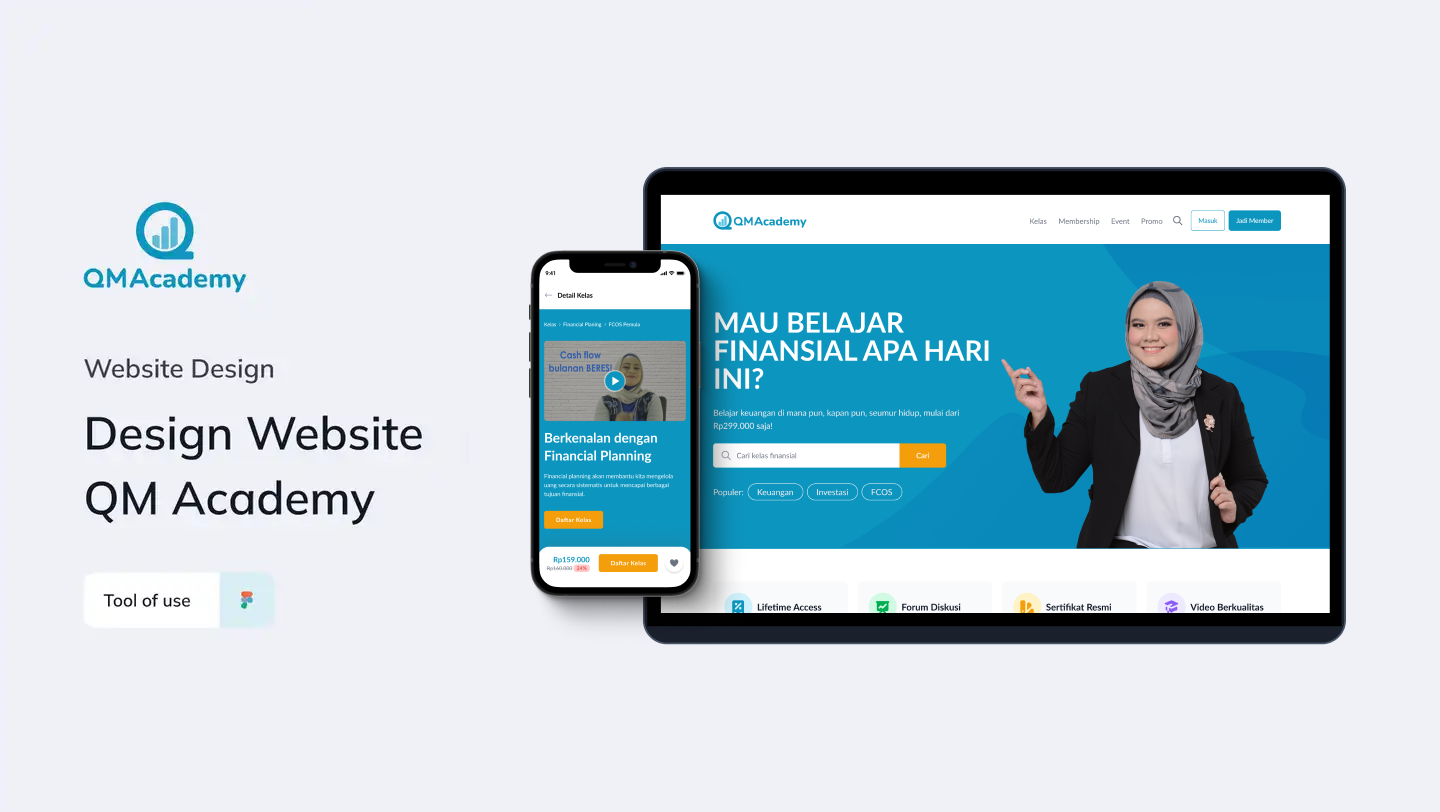 QMAcademy
Website Design
Design Website
QM Academy
Tool of use
9:41
Detail Kelas
Kelas › Financial Planing › FCOS Pemula
Cash flow
bulanan BERES!
Berkenalan dengan
Financial Planning
Financial planning akan membantu kita mengelola
uang secara sistematis untuk mencapai berbagai
tujuan finansial.
Daftar Kelas
Rp159.000
Rp160.000 24%
Daftar Kelas
QMAcademy
Kelas Membership Event Promo Masuk Jadi Member
MAU BELAJAR
FINANSIAL APA HARI
INI?
Belajar keuangan di mana pun, kapan pun, seumur hidup, mulai dari
Rp299.000 saja!
Cari kelas finansial Cari
Populer: Keuangan Investasi FCOS
Lifetime Access Forum Diskusi Sertifikat Resmi Video Berkualitas